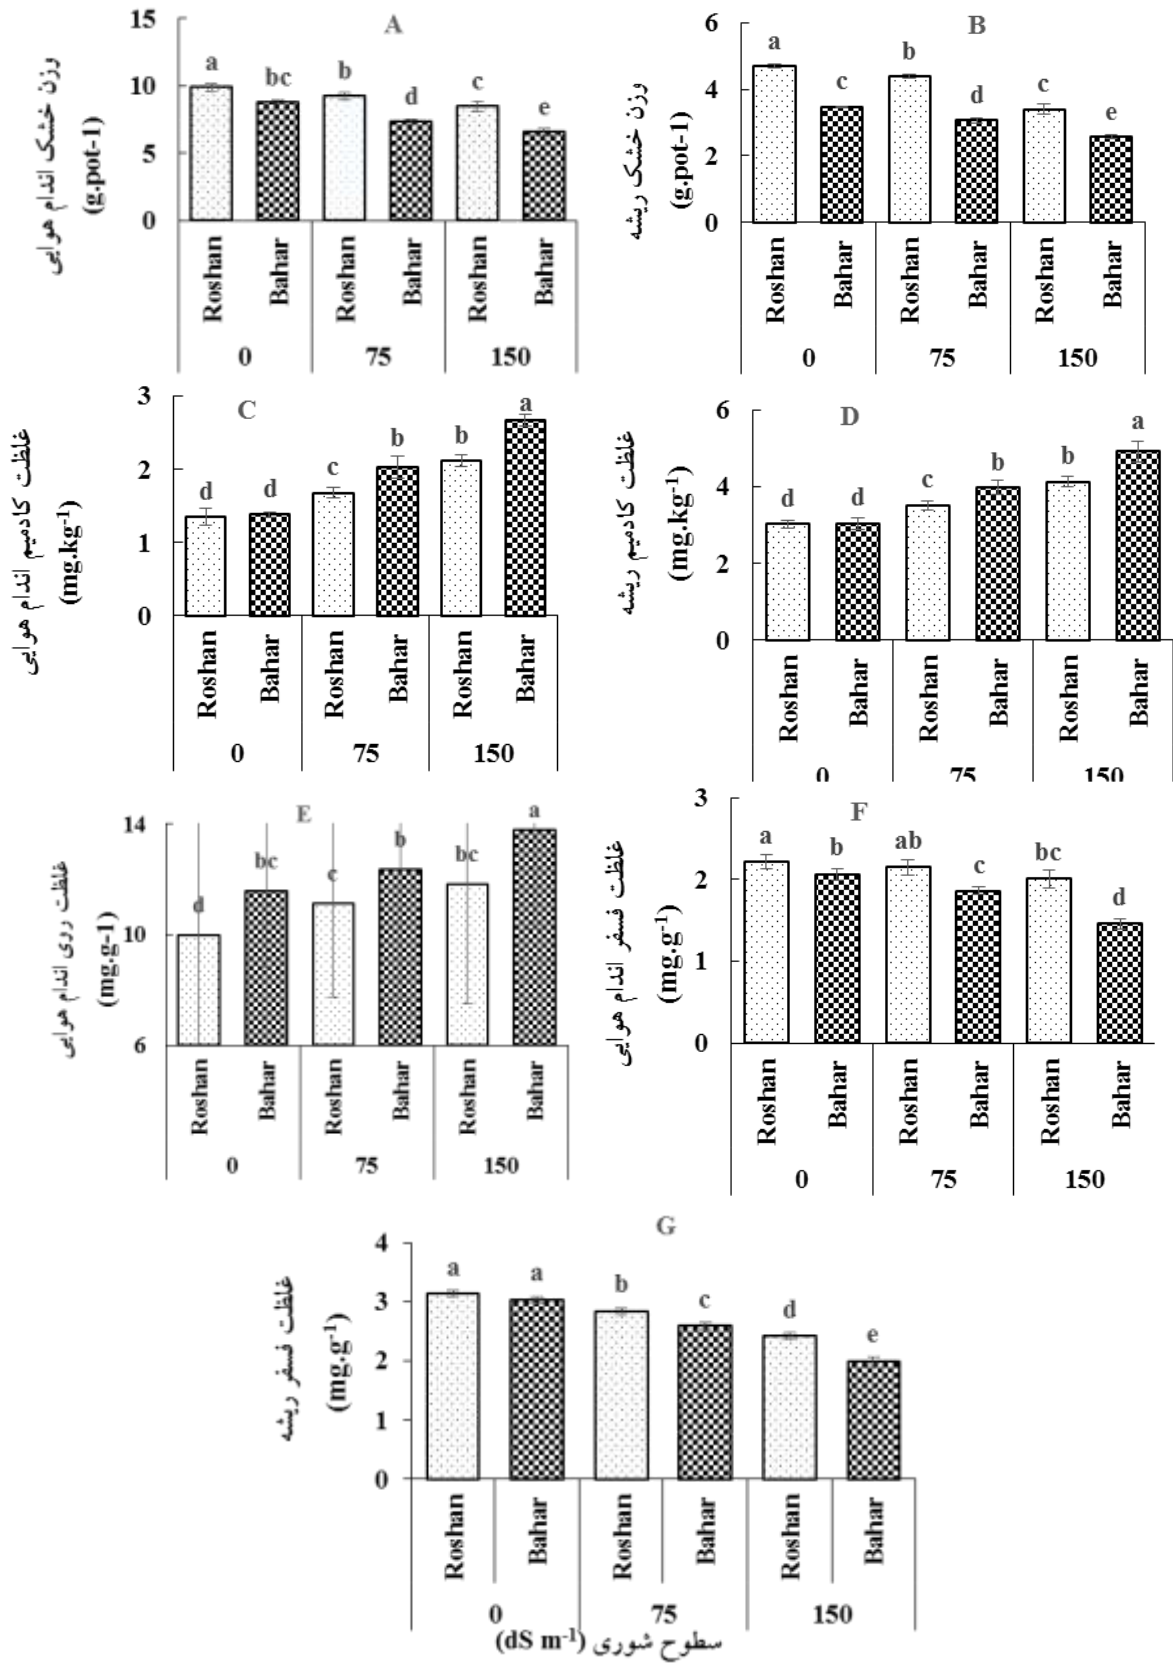 A
وزن خشک اندام هوایی
(g.pot-1)
15
10
5
0
a
bc
b
d
c
e
Roshan
Bahar
Roshan
Bahar
Roshan
Bahar
0
75
150
B
وزن خشک ریشه
(g.pot-1)
6
4
2
0
a
c
b
d
c
e
Roshan
Bahar
Roshan
Bahar
Roshan
Bahar
0
75
150
C
غلظت کادمیم اندام هوایی
(mg.kg-1)
3
2
1
0
d
d
c
b
b
a
Roshan
Bahar
Roshan
Bahar
Roshan
Bahar
0
75
150
D
غلظت کادمیم ریشه
(mg.kg-1)
6
4
2
0
d
d
c
b
b
a
Roshan
Bahar
Roshan
Bahar
Roshan
Bahar
0
75
150
E
غلظت روی اندام هوایی
(mg.g-1)
14
10
6
d
bc
c
b
bc
a
Roshan
Bahar
Roshan
Bahar
Roshan
Bahar
0
75
150
F
غلظت فسفر اندام هوایی
(mg.g-1)
3
2
1
0
a
b
ab
c
bc
d
Roshan
Bahar
Roshan
Bahar
Roshan
Bahar
0
75
150
G
غلظت فسفر ریشه
(mg.g-1)
4
3
2
1
0
a
a
b
c
d
e
Roshan
Bahar
Roshan
Bahar
Roshan
Bahar
0
75
150
سطوح شوری (dS m-1)